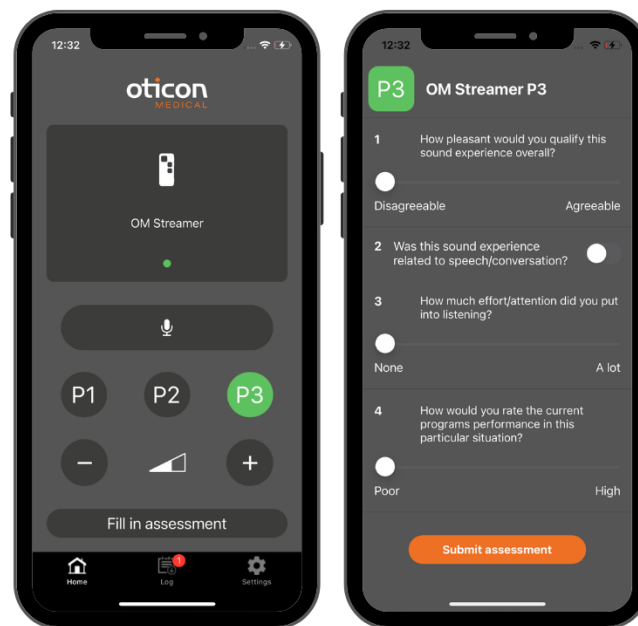 12:32
oticon
MEDICAL
OM Streamer
P1 P2 P3
− +
Fill in assessment
1
Home Log Settings
12:32
P3 OM Streamer P3
1 How pleasant would you qualify this
sound experience overall?
Disagreeable Agreeable
2 Was this sound experience
related to speech/conversation?
3 How much effort/attention did you put
into listening?
None A lot
4 How would you rate the current
programs performance in this
particular situation?
Poor High
Submit assessment